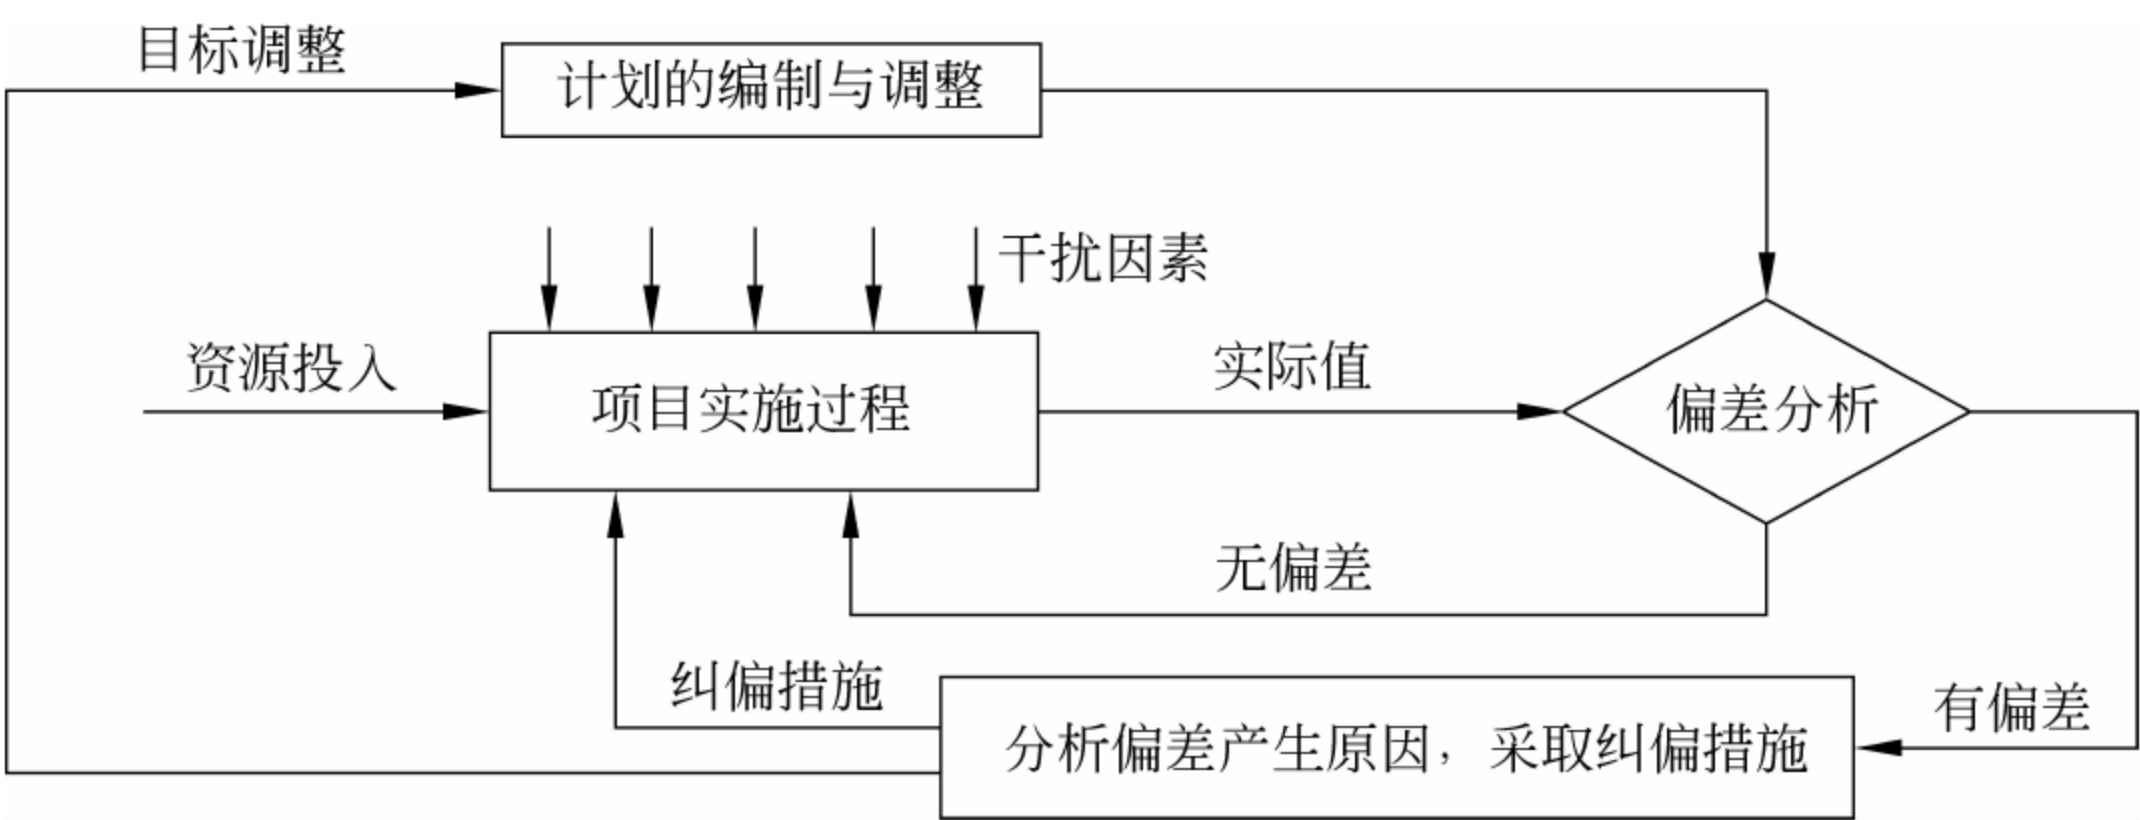 目标调整
计划的编制与调整
干扰因素
资源投入
项目实施过程
实际值
偏差分析
无偏差
纠偏措施
有偏差
分析偏差产生原因，采取纠偏措施